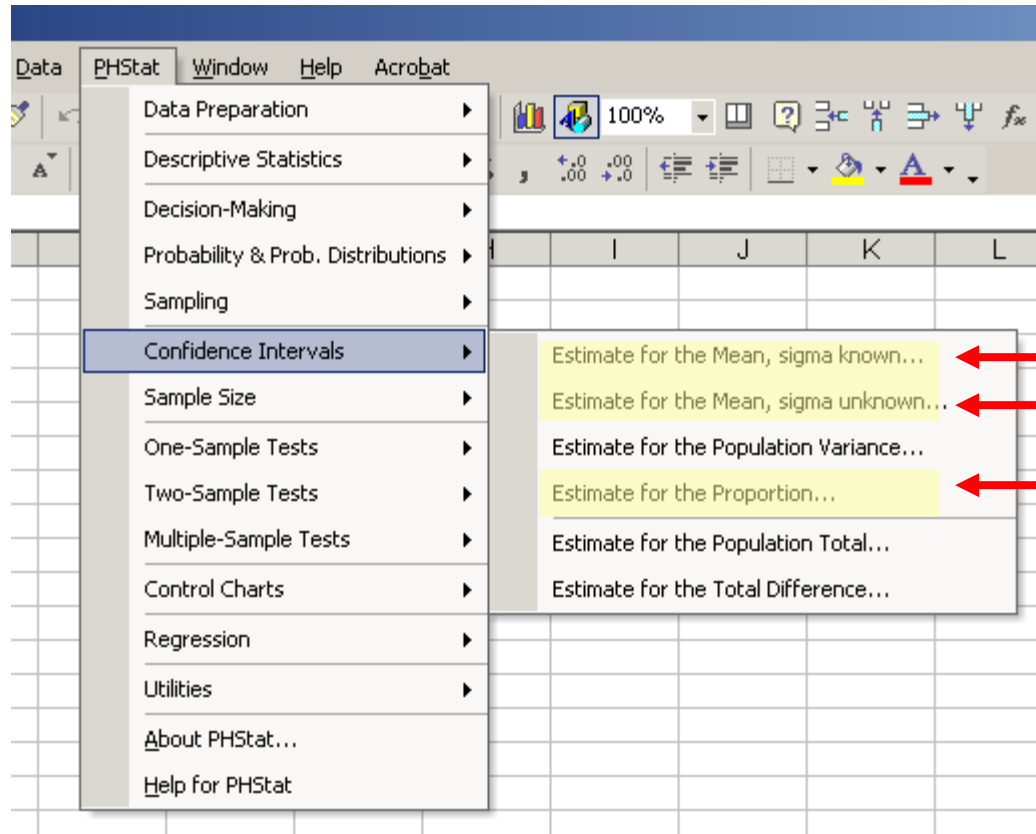 Data PHStat Window Help Acrobat
Data Preparation
100%
Descriptive Statistics
Decision-Making
Probability & Prob. Distributions
I J K L
Sampling
Confidence Intervals
Estimate for the Mean, sigma known...
Sample Size
Estimate for the Mean, sigma unknown...
One-Sample Tests
Estimate for the Population Variance...
Two-Sample Tests
Estimate for the Proportion...
Multiple-Sample Tests
Estimate for the Population Total...
Control Charts
Estimate for the Total Difference...
Regression
Utilities
About PHStat...
Help for PHStat